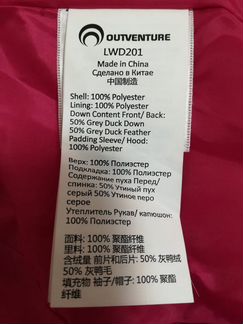 OUTVENTURE
LWD201
Made in China
Сделано в Китае
中国制造
Shell: 100% Polyester
Lining: 100% Polyester
Down Content Front/ Back:
50% Grey Duck Down
50% Grey Duck Feather
Padding Sleeve/ Hood:
100% Polyester
Верх: 100% Полиэстер
Подкладка: 100% Полиэстер
Содержание пуха Перед/
спинка: 50% Утиный пух
серый 50% Утиное перо
серое
Утеплитель Рукав/ капюшон:
100% Полиэстер
面料: 100% 聚酯纤维
里料: 100% 聚酯纤维
含绒量 前片和后片: 50% 灰鸭绒
50% 灰鸭毛
填充物 袖子/帽子: 100% 聚酯
纤维